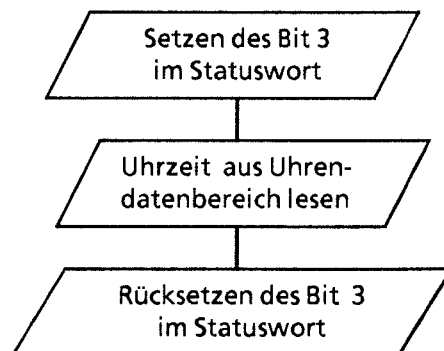 Setzen des Bit 3
im Statuswort
Uhrzeit aus Uhren-
datenbereich lesen
Rücksetzen des Bit 3
im Statuswort